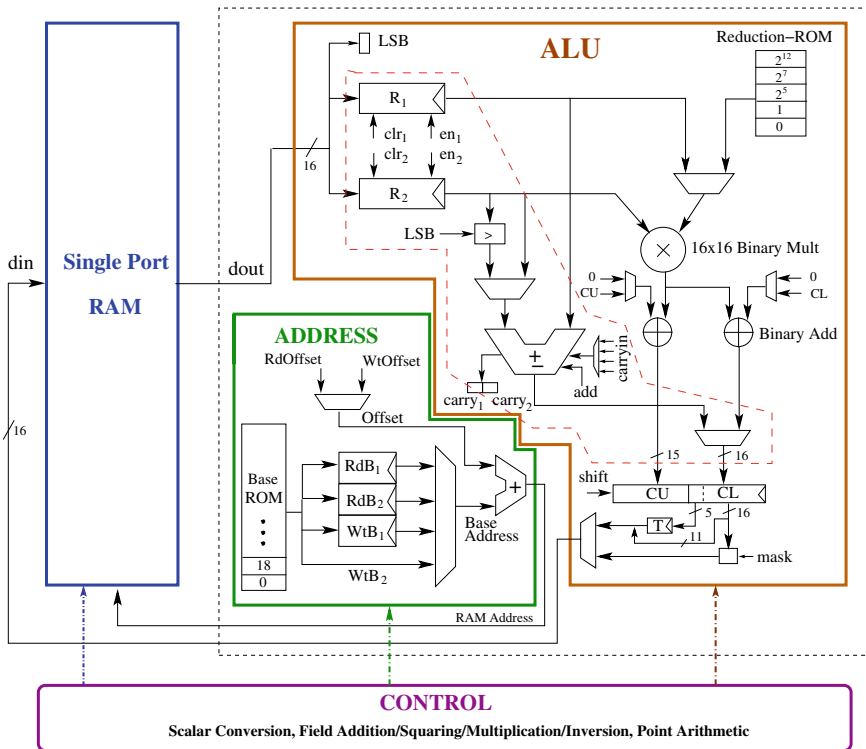 ALU
Reduction−ROM
2^12
2^7
2^5
1
0
LSB
R1
clr1
en1
clr2
en2
R2
16
LSB
>
×
16x16 Binary Mult
0
CU
0
CL
Binary Add
din
Single Port
RAM
dout
ADDRESS
RdOffset
WtOffset
Offset
+
−
carryin
add
carry1
carry2
16
Base
ROM
18
0
RdB1
RdB2
WtB1
WtB2
+
Base
Address
15
16
shift
CU
CL
5
16
T
11
mask
RAM Address
CONTROL
Scalar Conversion, Field Addition/Squaring/Multiplication/Inversion, Point Arithmetic